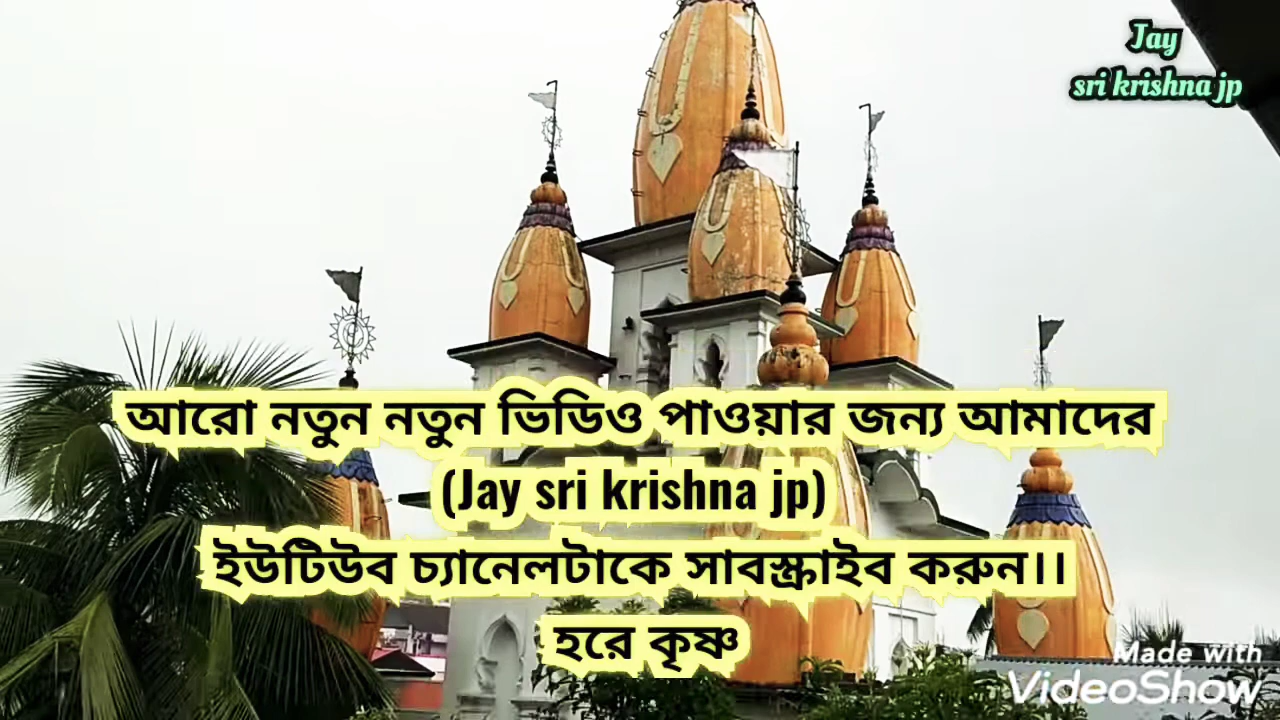 Jay
sri krishna jp
আরো নতুন নতুন ভিডিও পাওয়ার জন্য আমাদের
(Jay sri krishna jp)
ইউটিউব চ্যানেলটাকে সাবস্ক্রাইব করুন।।
হরে কৃষ্ণ
Made with
VideoShow